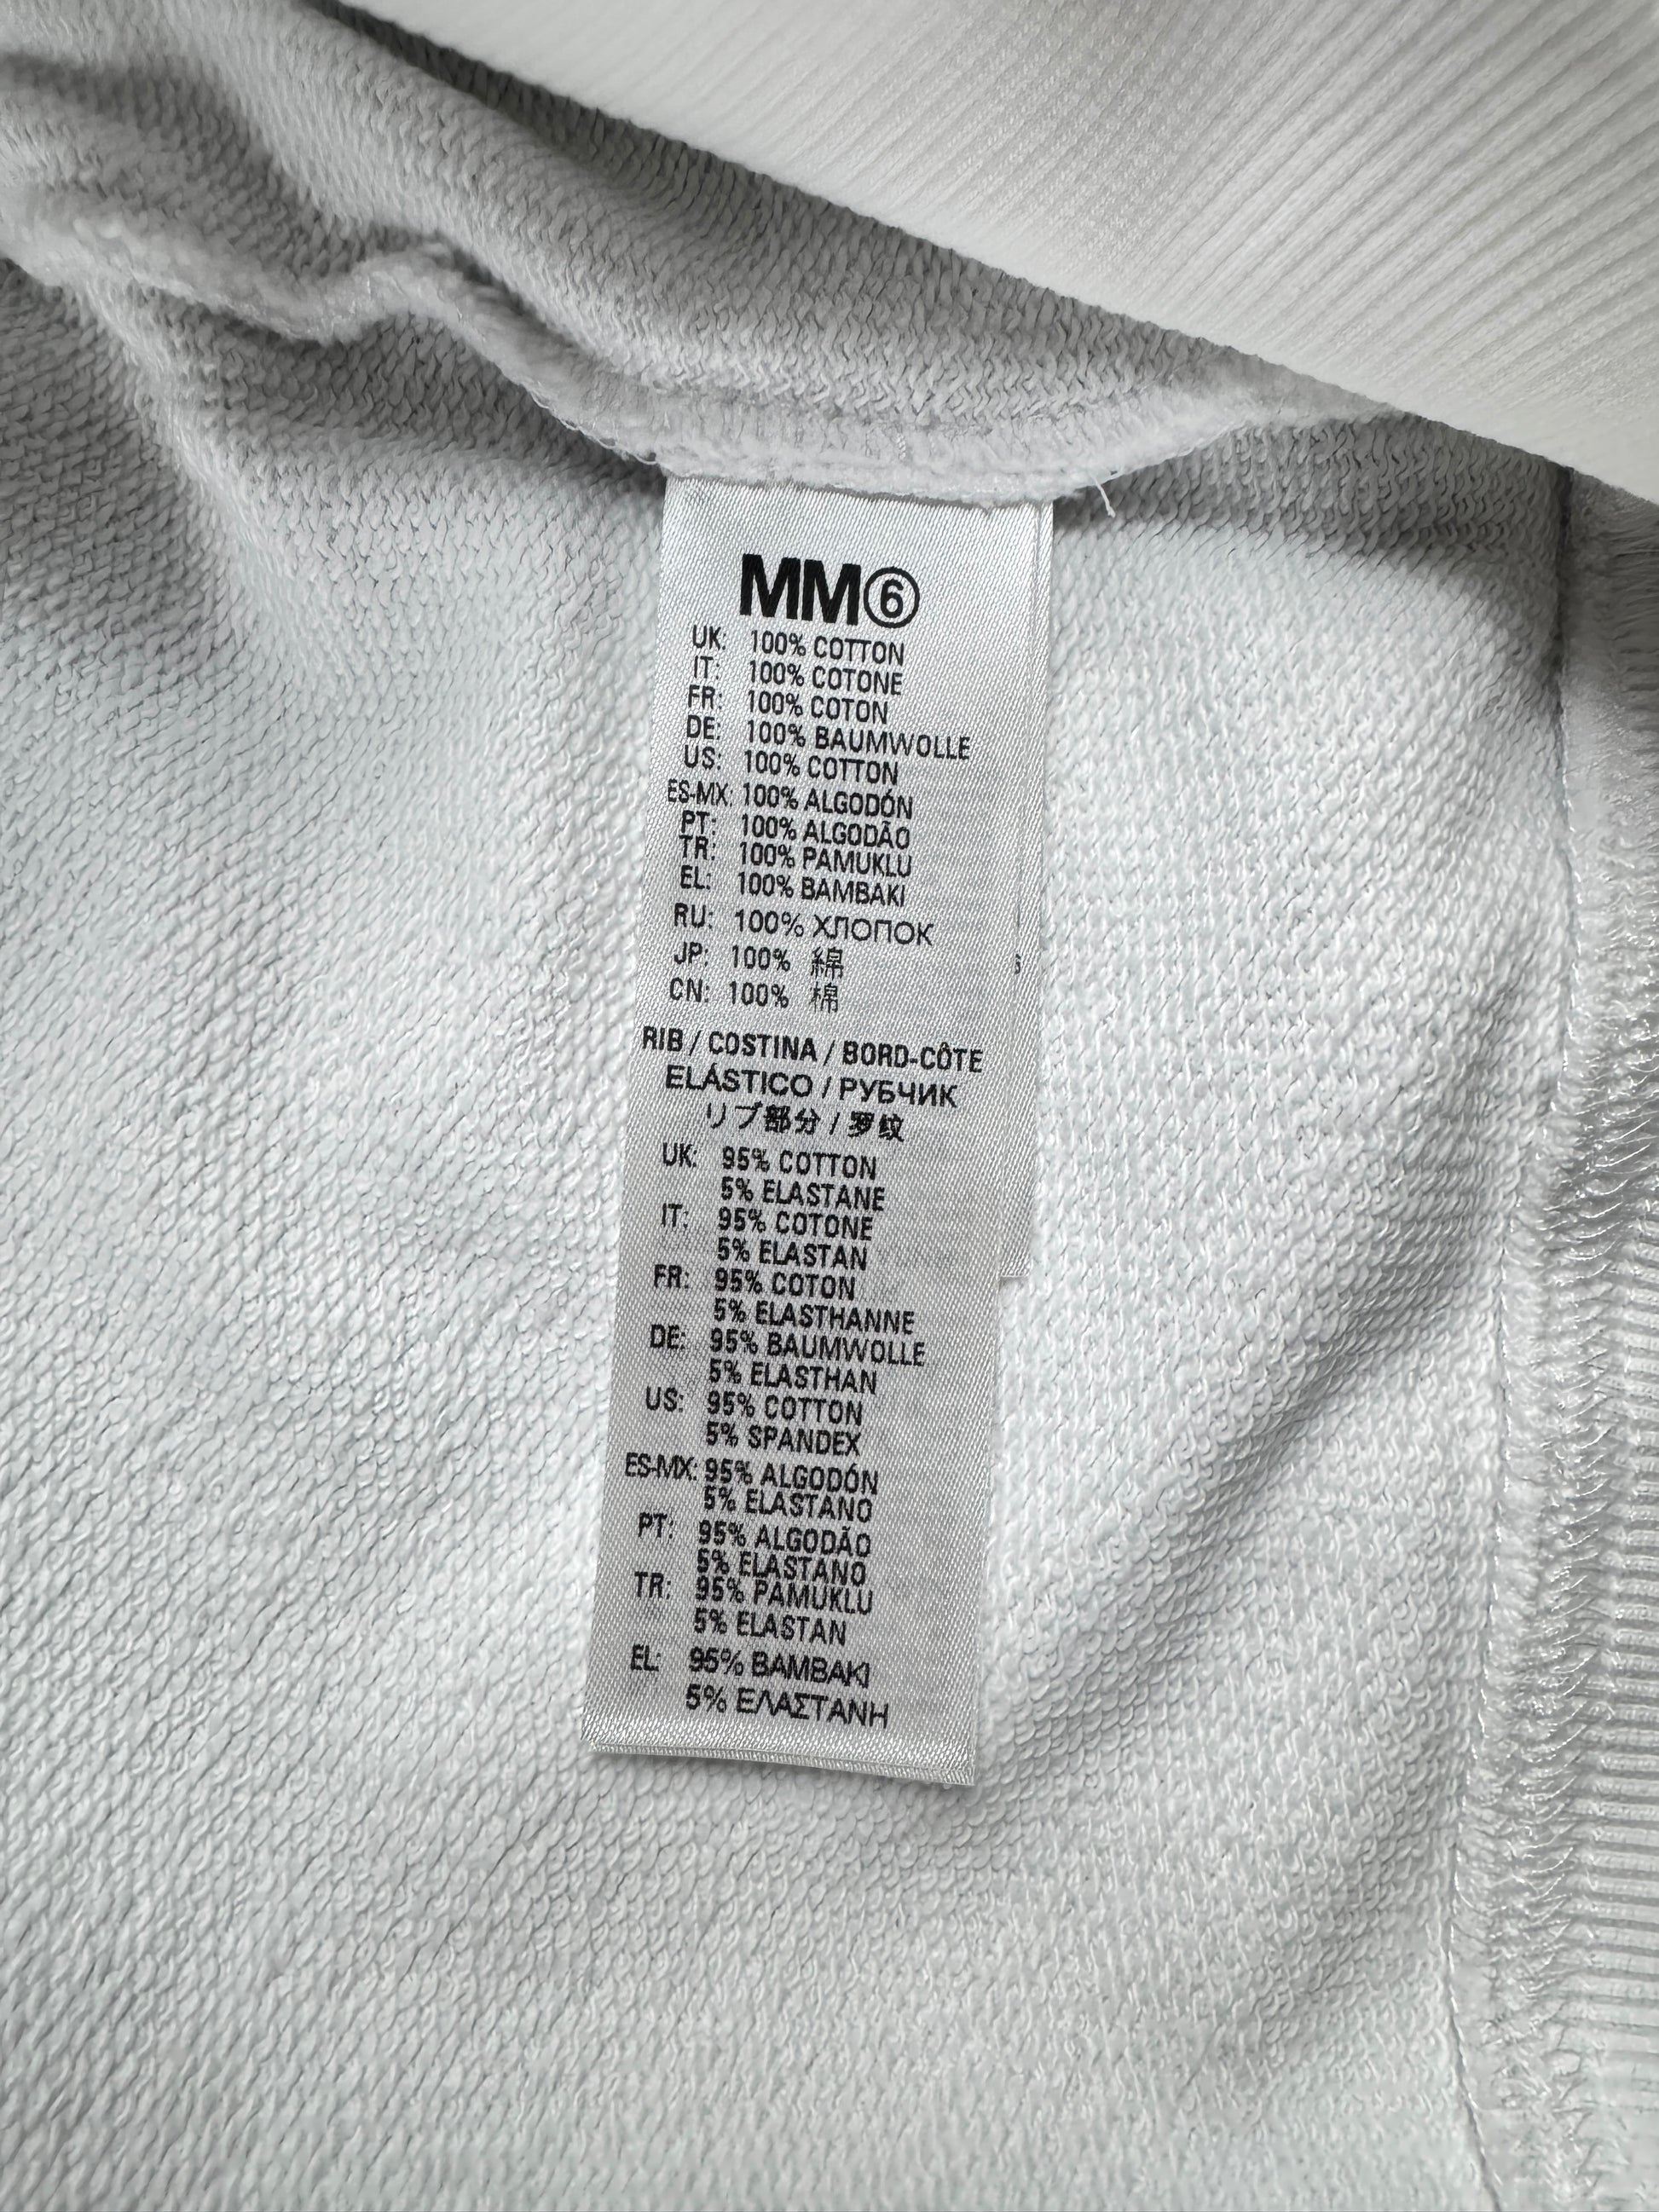 MM⑥
UK: 100% COTTON
IT: 100% COTONE
FR: 100% COTON
DE: 100% BAUMWOLLE
US: 100% COTTON
ES-MX: 100% ALGODÓN
PT: 100% ALGODÃO
TR: 100% PAMUKLU
EL: 100% BAMBAKI
RU: 100% ХЛОПОК
JP: 100% 綿
CN: 100% 棉
RIB / COSTINA / BORD-CÔTE
ELÁSTICO / РУБЧИК
リブ部分 / 罗纹
UK: 95% COTTON
5% ELASTANE
IT: 95% COTONE
5% ELASTAN
FR: 95% COTON
5% ELASTHANNE
DE: 95% BAUMWOLLE
5% ELASTHAN
US: 95% COTTON
5% SPANDEX
ES-MX: 95% ALGODÓN
5% ELASTANO
PT: 95% ALGODÃO
5% ELASTANO
TR: 95% PAMUKLU
5% ELASTAN
EL: 95% BAMBAKI
5% ΕΛΑΣΤΑΝΗ